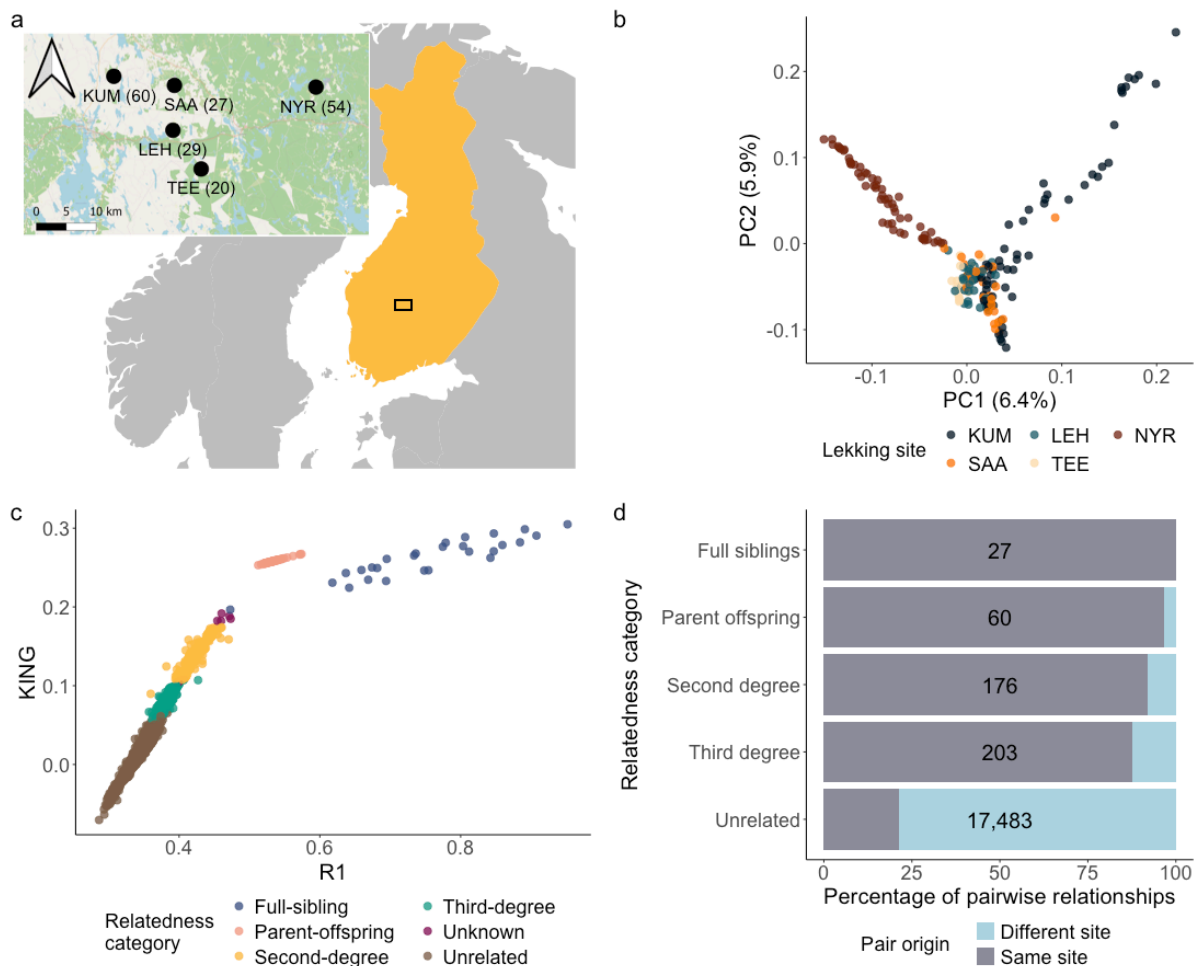 a
KUM (60)
SAA (27)
NYR (54)
LEH (29)
TEE (20)
0 5 10 km
b
PC2 (5.9%)
0.2
0.1
0.0
-0.1
-0.1 0.0 0.1 0.2
PC1 (6.4%)
Lekking site
KUM LEH NYR
SAA TEE
c
KING
0.3
0.2
0.1
0.0
0.4 0.6 0.8
R1
Relatedness
category
Full-sibling Third-degree
Parent-offspring Unknown
Second-degree Unrelated
d
Relatedness category
Full siblings 27
Parent offspring 60
Second degree 176
Third degree 203
Unrelated 17,483
0 25 50 75 100
Percentage of pairwise relationships
Pair origin
Different site
Same site